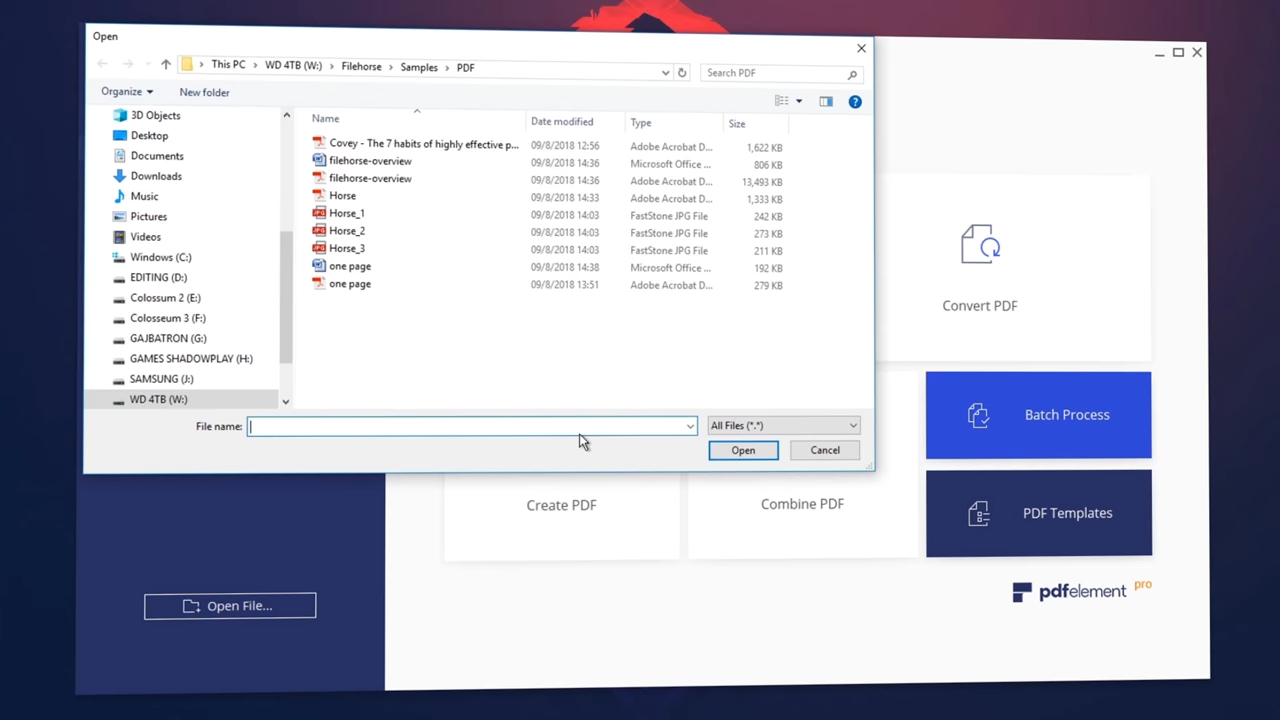 Open
This PC > WD 4TB (W:) > Filehorse > Samples > PDF
Search PDF
Organize
New folder
3D Objects
Desktop
Documents
Downloads
Music
Pictures
Videos
Windows (C:)
EDITING (D:)
Colossum 2 (E:)
Colosseum 3 (F:)
GAJBATRON (G:)
GAMES SHADOWPLAY (H:)
SAMSUNG (J:)
WD 4TB (W:)
Name Date modified Type Size
Covey - The 7 habits of highly effective p... 09/8/2018 12:56 Adobe Acrobat D... 1,622 KB
filehorse-overview 09/8/2018 14:36 Microsoft Office ... 806 KB
filehorse-overview 09/8/2018 14:36 Adobe Acrobat D... 13,493 KB
Horse 09/8/2018 14:33 Adobe Acrobat D... 1,333 KB
Horse_1 09/8/2018 14:03 FastStone JPG File 242 KB
Horse_2 09/8/2018 14:03 FastStone JPG File 273 KB
Horse_3 09/8/2018 14:03 FastStone JPG File 211 KB
one page 09/8/2018 14:38 Microsoft Office ... 192 KB
one page 09/8/2018 13:51 Adobe Acrobat D... 279 KB
File name:
All Files (*.*)
Open
Cancel
Convert PDF
Batch Process
Create PDF
Combine PDF
PDF Templates
Open File...
pdfelement pro